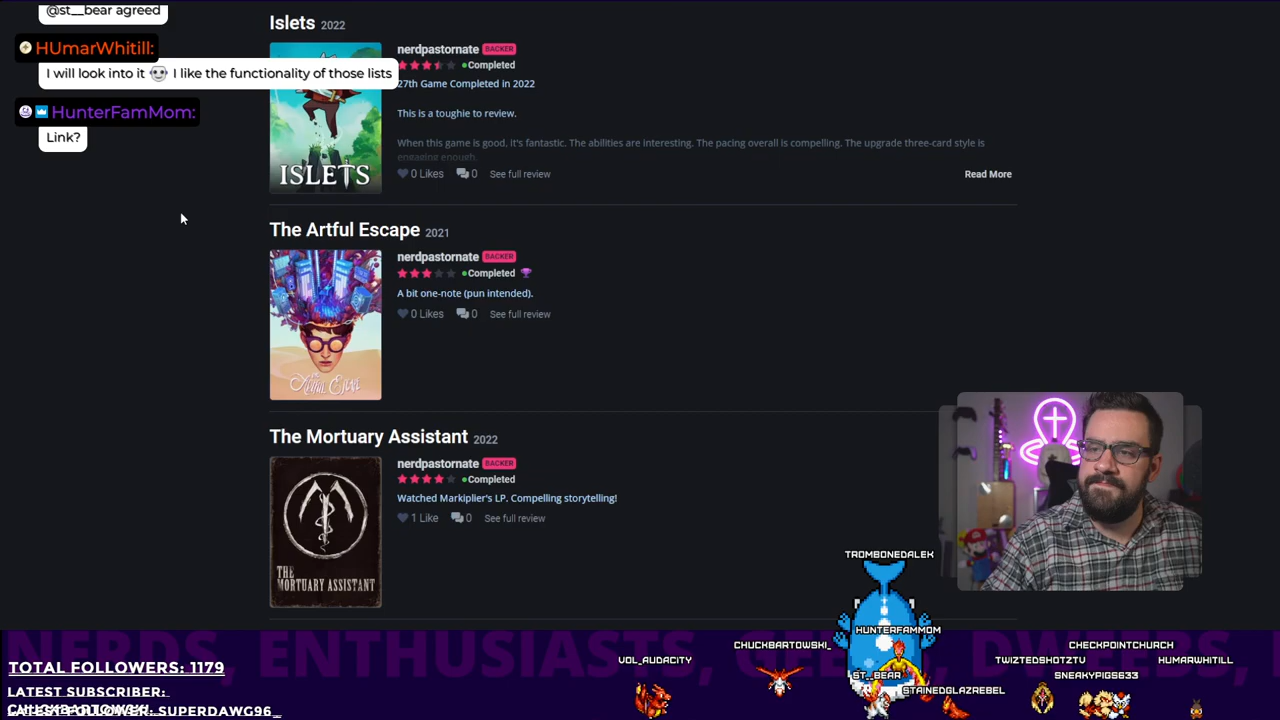 @st__bear agreed
HUmarWhitill:
I will look into it I like the functionality of those lists
HunterFamMom:
Link?
Islets 2022
nerdpastornate BACKER
Completed
27th Game Completed in 2022
This is a toughie to review.
When this game is good, it's fantastic. The abilities are interesting. The pacing overall is compelling. The upgrade three-card style is
engaging enough.
0 Likes 0 See full review
Read More
ISLETS
The Artful Escape 2021
nerdpastornate BACKER
Completed
A bit one-note (pun intended).
0 Likes 0 See full review
The Mortuary Assistant 2022
nerdpastornate BACKER
Completed
Watched Markiplier's LP. Compelling storytelling!
1 Like 0 See full review
THE
MORTUARY ASSISTANT
TROMBONEDALEK
HUNTERFAMMOM
CHUCKBARTOWSKI_
CHECKPOINTCHURCH
VOL_AUDACITY
TWIZTEDSHOTZTV
HUMARWHITILL
ST__BEAR
SNEAKYPIGS633
STAINEDGLAZREBEL
NERDS, ENTHUSIASTS,
TOTAL FOLLOWERS: 1179
LATEST SUBSCRIBER:
LATEST FOLLOWER: SUPERDAWG96_